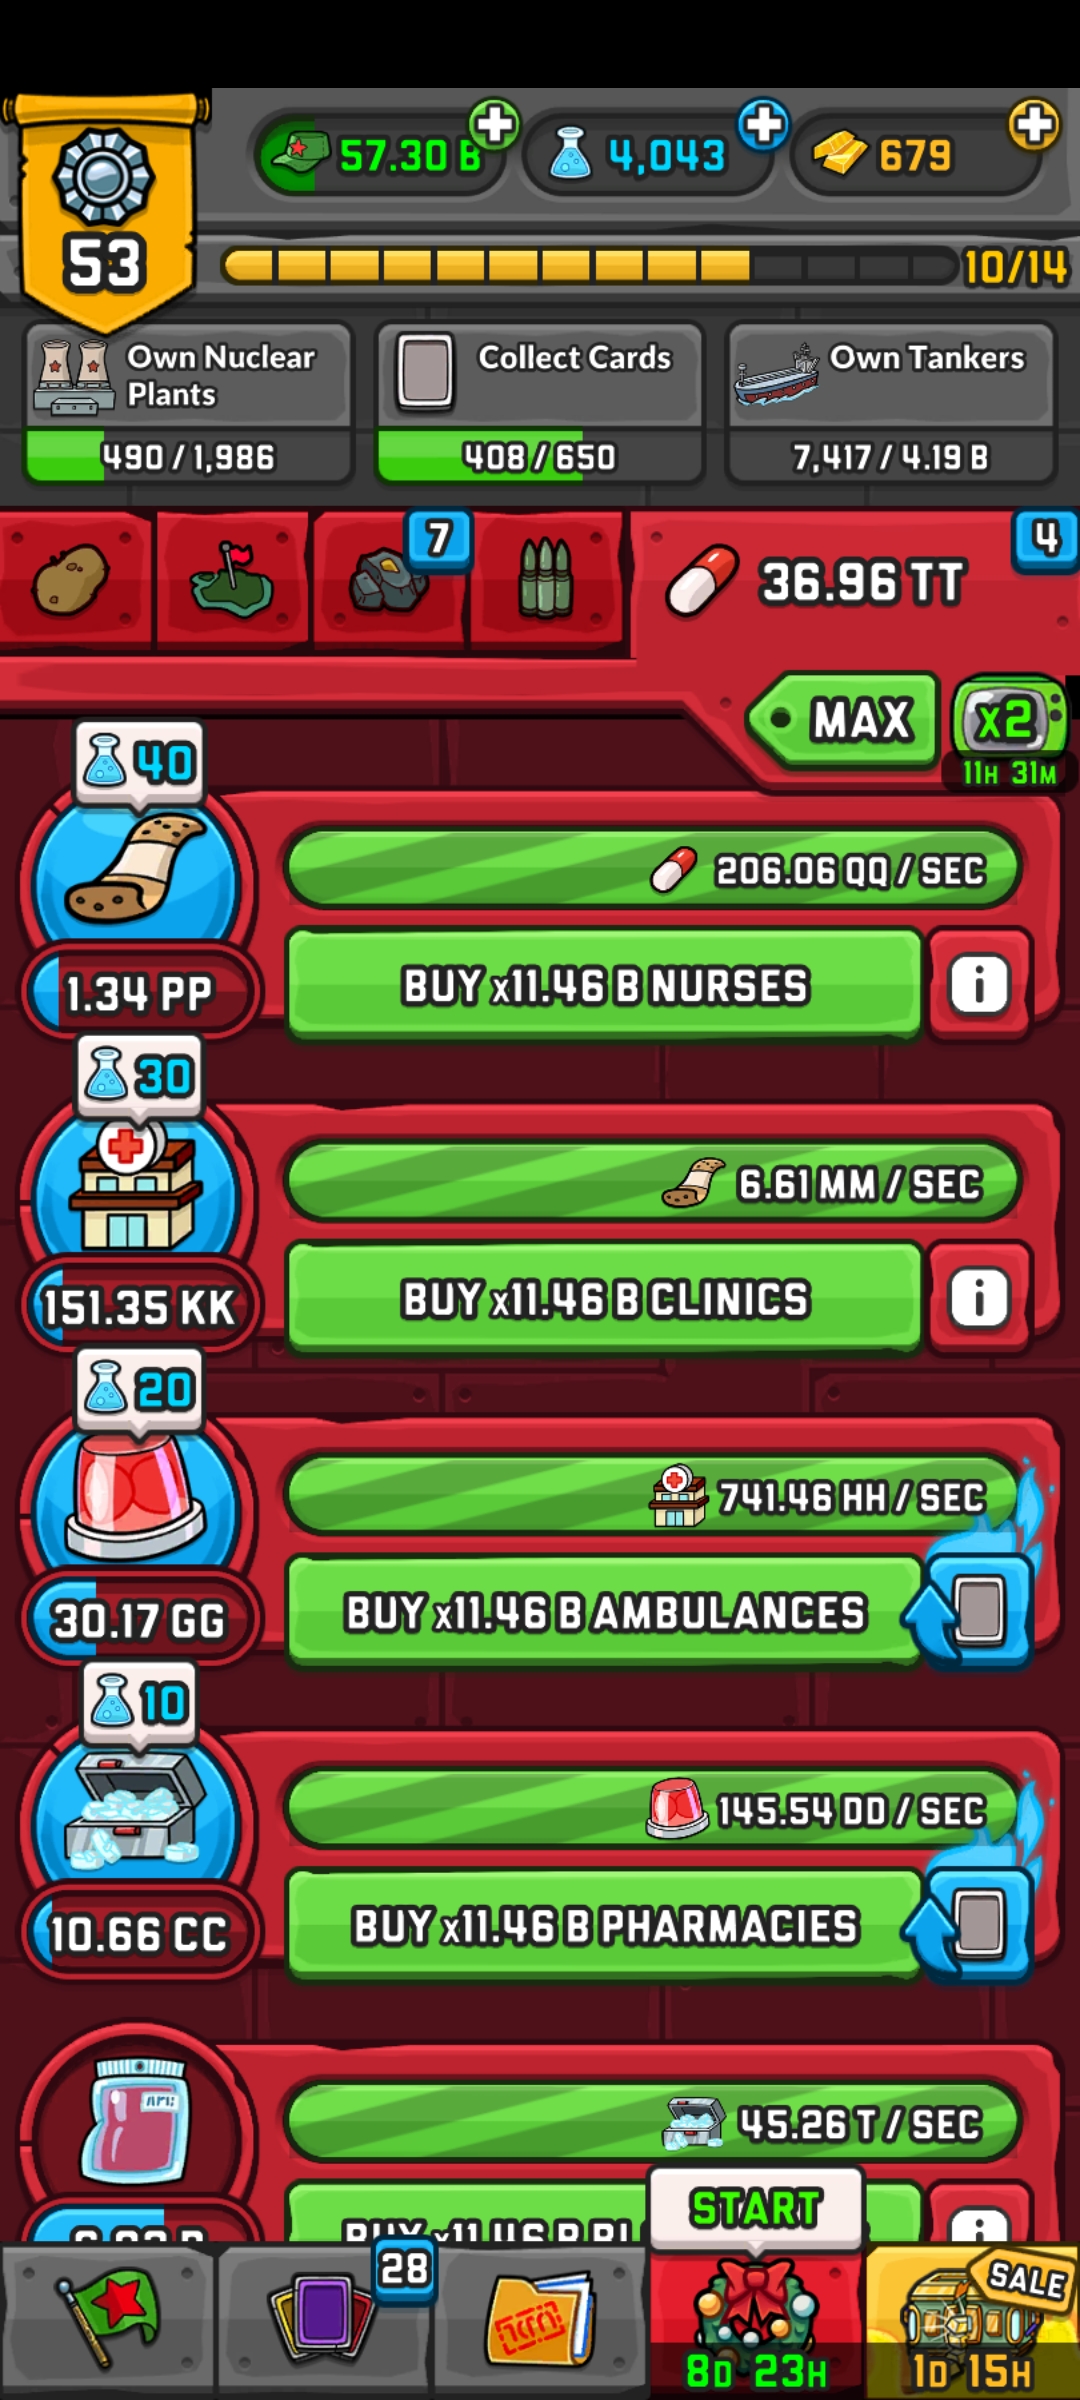 57.30 B
4,043
679
53
10/14
Own Nuclear
Plants
Collect Cards
Own Tankers
490 / 1,986
408 / 650
7,417 / 4.19 B
7
4
36.96 TT
MAX
x2
11H 31M
40
206.06 QQ / SEC
BUY x11.46 B NURSES
i
1.34 PP
30
6.61 MM / SEC
BUY x11.46 B CLINICS
i
151.35 KK
20
741.46 HH / SEC
BUY x11.46 B AMBULANCES
30.17 GG
10
145.54 DD / SEC
BUY x11.46 B PHARMACIES
10.66 CC
45.26 T / SEC
BUY x11.46 B
i
START
28
SALE
8D 23H
1D 15H